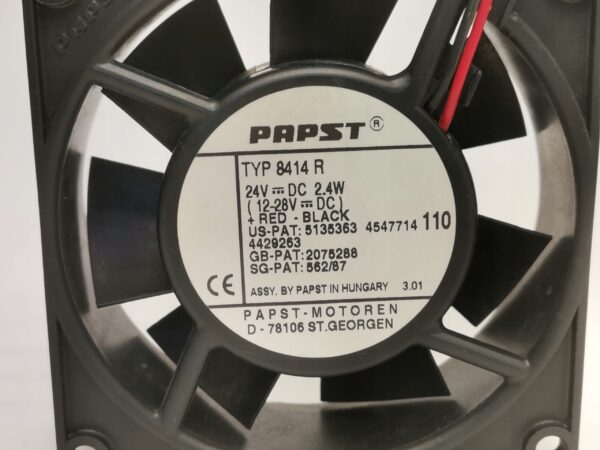 PAPST ®
TYP 8414 R
24V ⎓ DC 2.4W
( 12-28V ⎓ DC )
+ RED - BLACK
US-PAT: 5135363 4547714 110
4429263
GB-PAT: 2075288
SG-PAT: 562/87
CE ASSY. BY PAPST IN HUNGARY 3.01
PAPST-MOTOREN
D - 78106 ST.GEORGEN